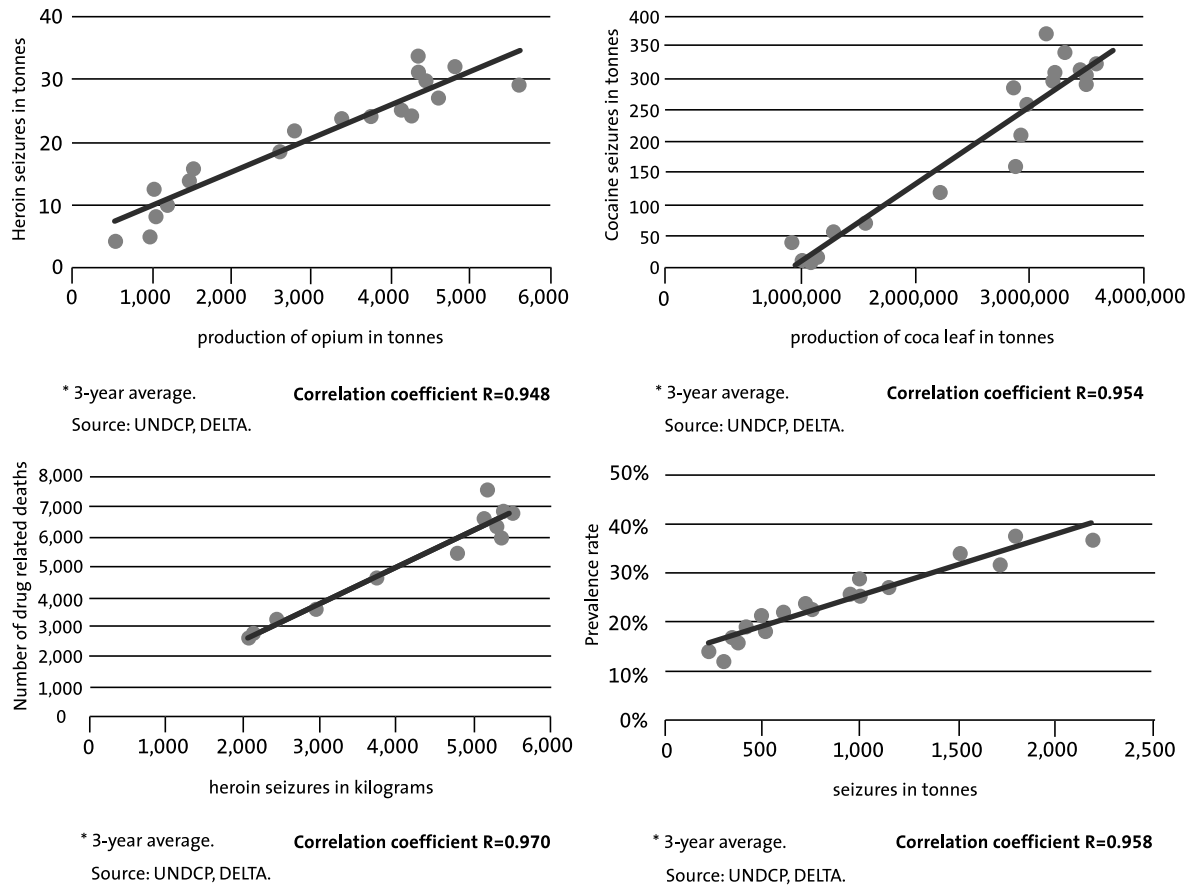 Heroin seizures in tonnes
40
30
20
10
0
0 1,000 2,000 3,000 4,000 5,000 6,000
production of opium in tonnes
* 3-year average. Correlation coefficient R=0.948
Source: UNDCP, DELTA.
Cocaine seizures in tonnes
400
350
300
250
200
150
100
50
0
0 1,000,000 2,000,000 3,000,000 4,000,000
production of coca leaf in tonnes
* 3-year average. Correlation coefficient R=0.954
Source: UNDCP, DELTA.
Number of drug related deaths
8,000
7,000
6,000
5,000
4,000
3,000
2,000
1,000
0
0 1,000 2,000 3,000 4,000 5,000 6,000
heroin seizures in kilograms
* 3-year average. Correlation coefficient R=0.970
Source: UNDCP, DELTA.
Prevalence rate
50%
40%
30%
20%
10%
0%
0 500 1,000 1,500 2,000 2,500
seizures in tonnes
* 3-year average. Correlation coefficient R=0.958
Source: UNDCP, DELTA.